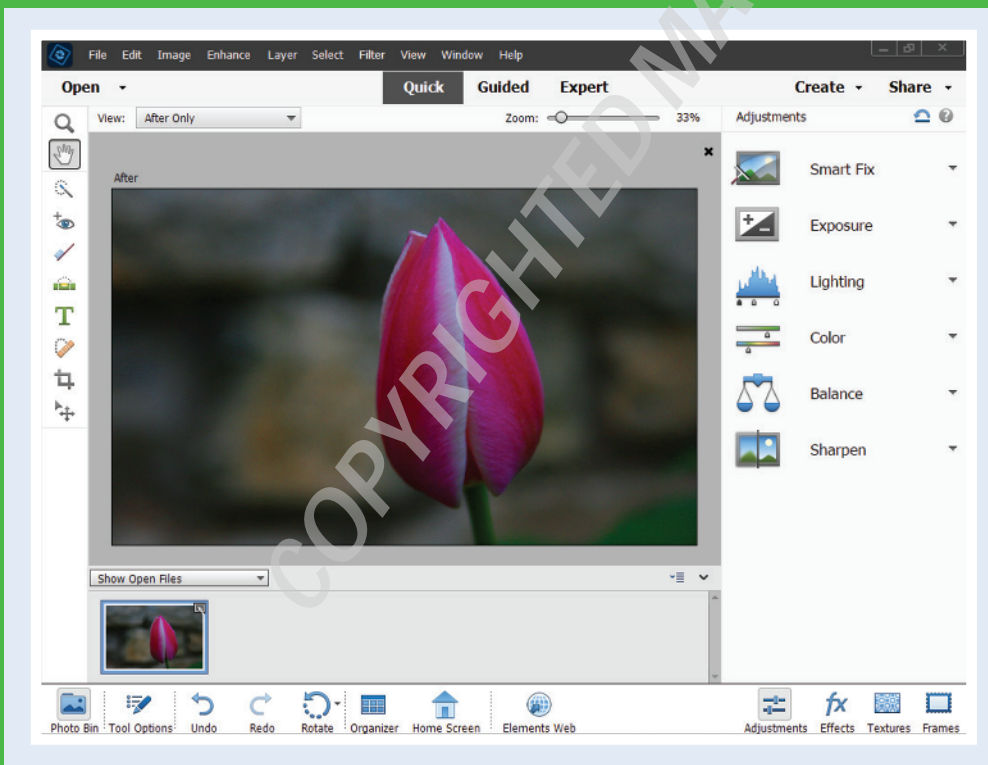 File Edit Image Enhance Layer Select Filter View Window Help
Open Quick Guided Expert Create Share
View: After Only Zoom: 33% Adjustments
After
Smart Fix
Exposure
Lighting
Color
Balance
Sharpen
Show Open Files
Photo Bin Tool Options Undo Redo Rotate Organizer Home Screen Elements Web Adjustments Effects Textures Frames
COPYRIGHTED MA